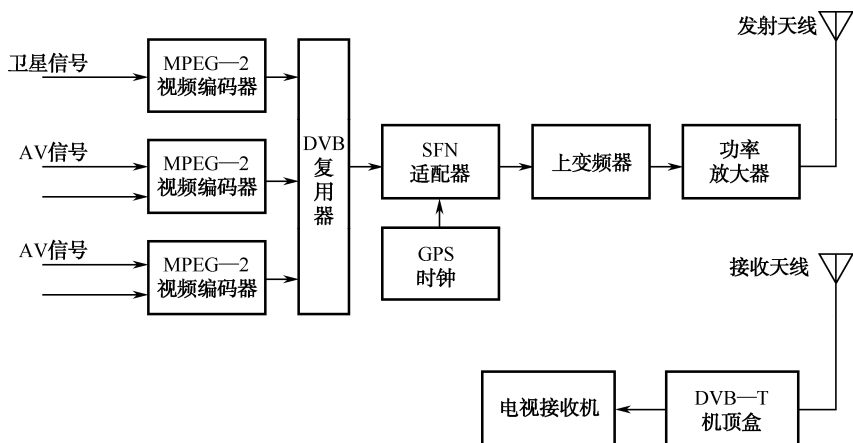 卫星信号
MPEG—2
视频编码器
AV信号
MPEG—2
视频编码器
AV信号
MPEG—2
视频编码器
DVB
复
用
器
SFN
适配器
GPS
时钟
上变频器
功率
放大器
发射天线
接收天线
DVB—T
机顶盒
电视接收机